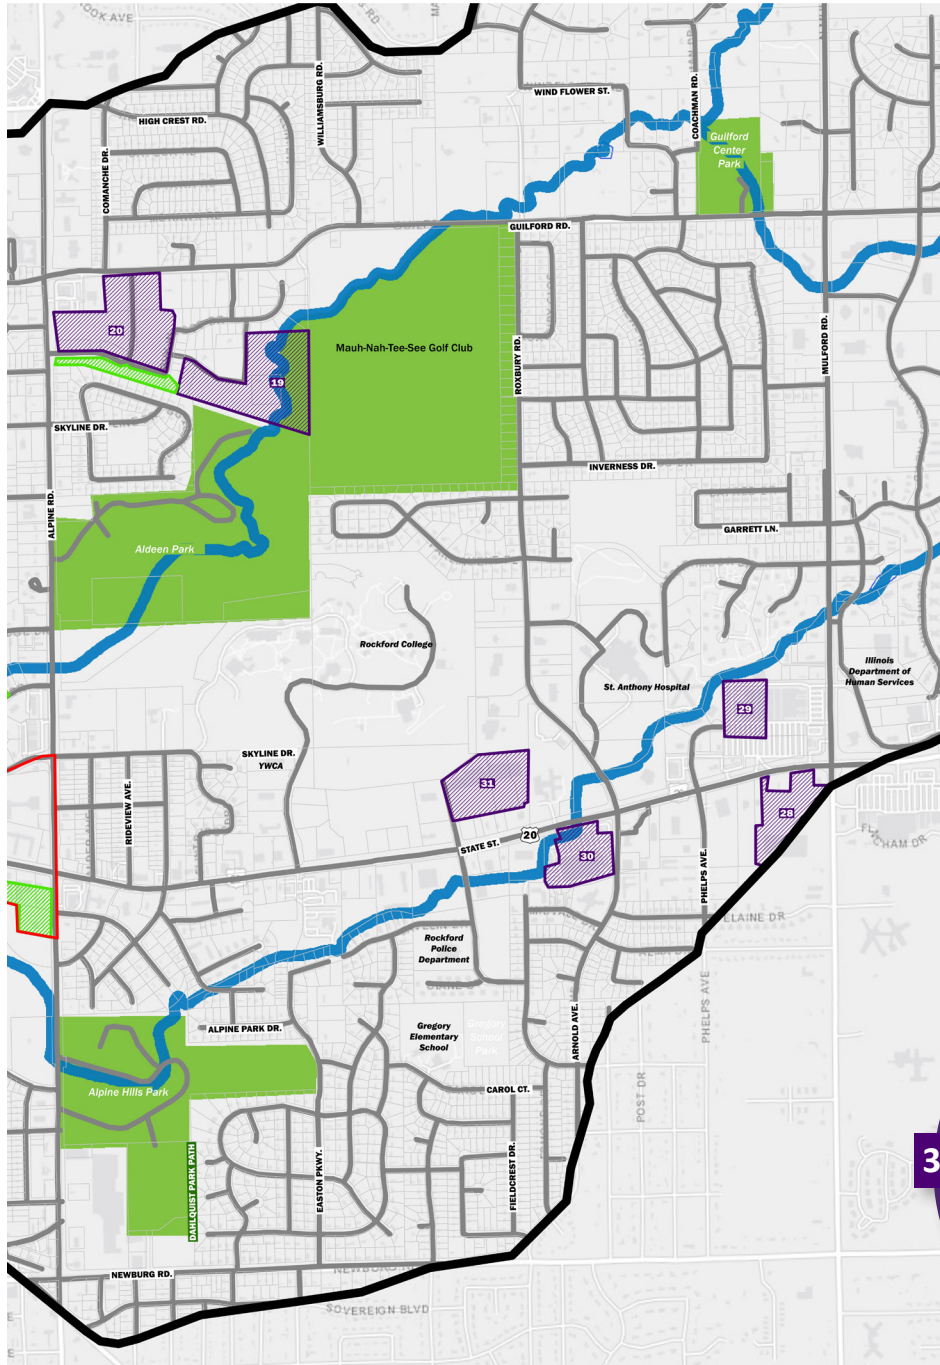 OOK AVE
RD
MA
WILLIAMSBURG RD.
WIND FLOWER ST.
COACHMAN RD.
HIGH CREST RD.
COMANCHE DR.
Guilford
Center
Park
GUILFORD RD.
20
Mauh-Nah-Tee-See Golf Club
ROXBURY RD.
MULFORD RD.
19
SKYLINE DR.
INVERNESS DR.
ALPINE RD.
GARRETT LN.
Aldeen Park
Rockford College
St. Anthony Hospital
Illinois
Department of
Human Services
29
SKYLINE DR.
YWCA
31
RIDEVIEW AVE.
28
STATE ST.
20
30
FLETCHAM DR
PHELPS AVE.
ELAINE DR
Rockford
Police
Department
PHELPS AVE
ALPINE PARK DR.
Gregory
Elementary
School
Gregory
School
Park
ARNOLD AVE.
Alpine Hills Park
CAROL CT.
POST DR
DAHLQUIST PARK PATH
EASTON PKWY.
FIELDCREST DR.
3
NEWBURG RD.
SOVEREIGN BLVD